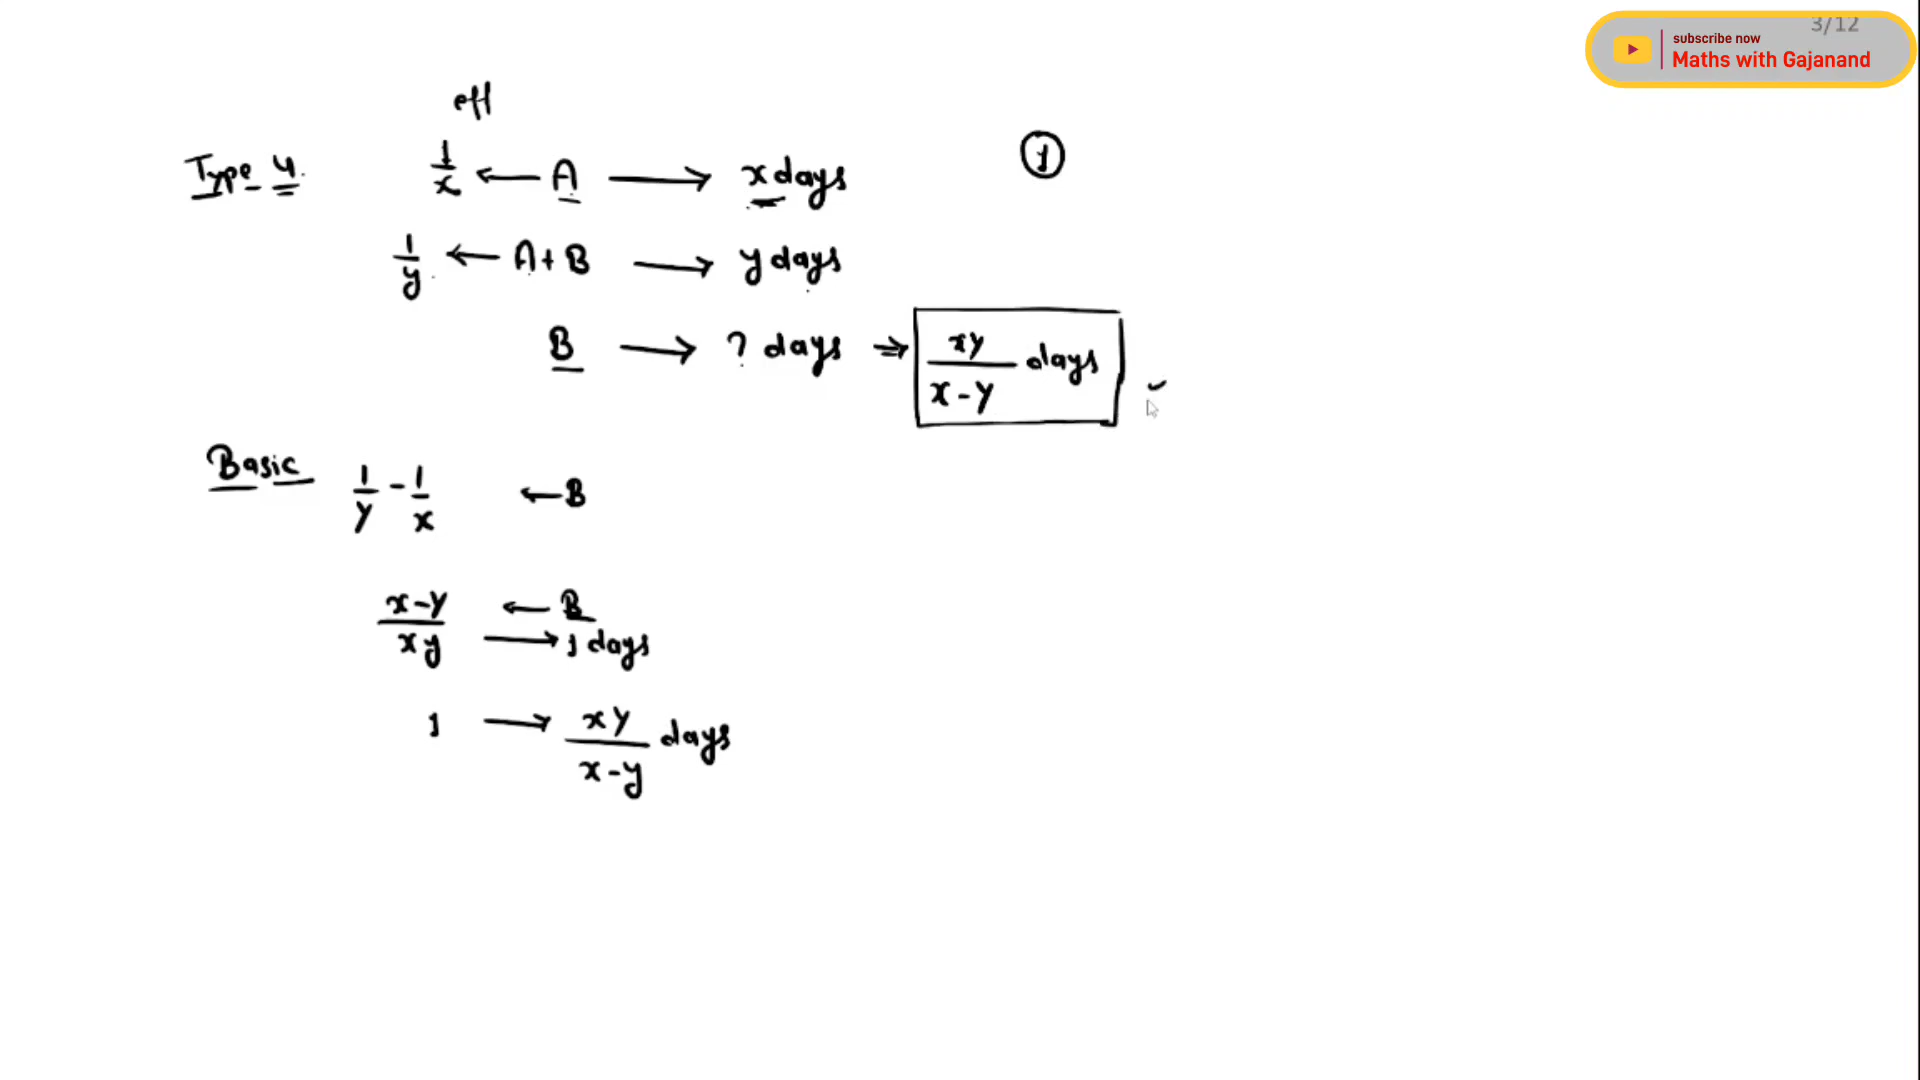 3/12
subscribe now
Maths with Gajanand
eff
Type 4. 1/x ← A → x days ①
1/y ← A+B → y days
B → ? days ⇒ xy/x-y days
Basic 1/y - 1/x ← B
x-y/xy ← B
→ 1 days
1 → xy/x-y days